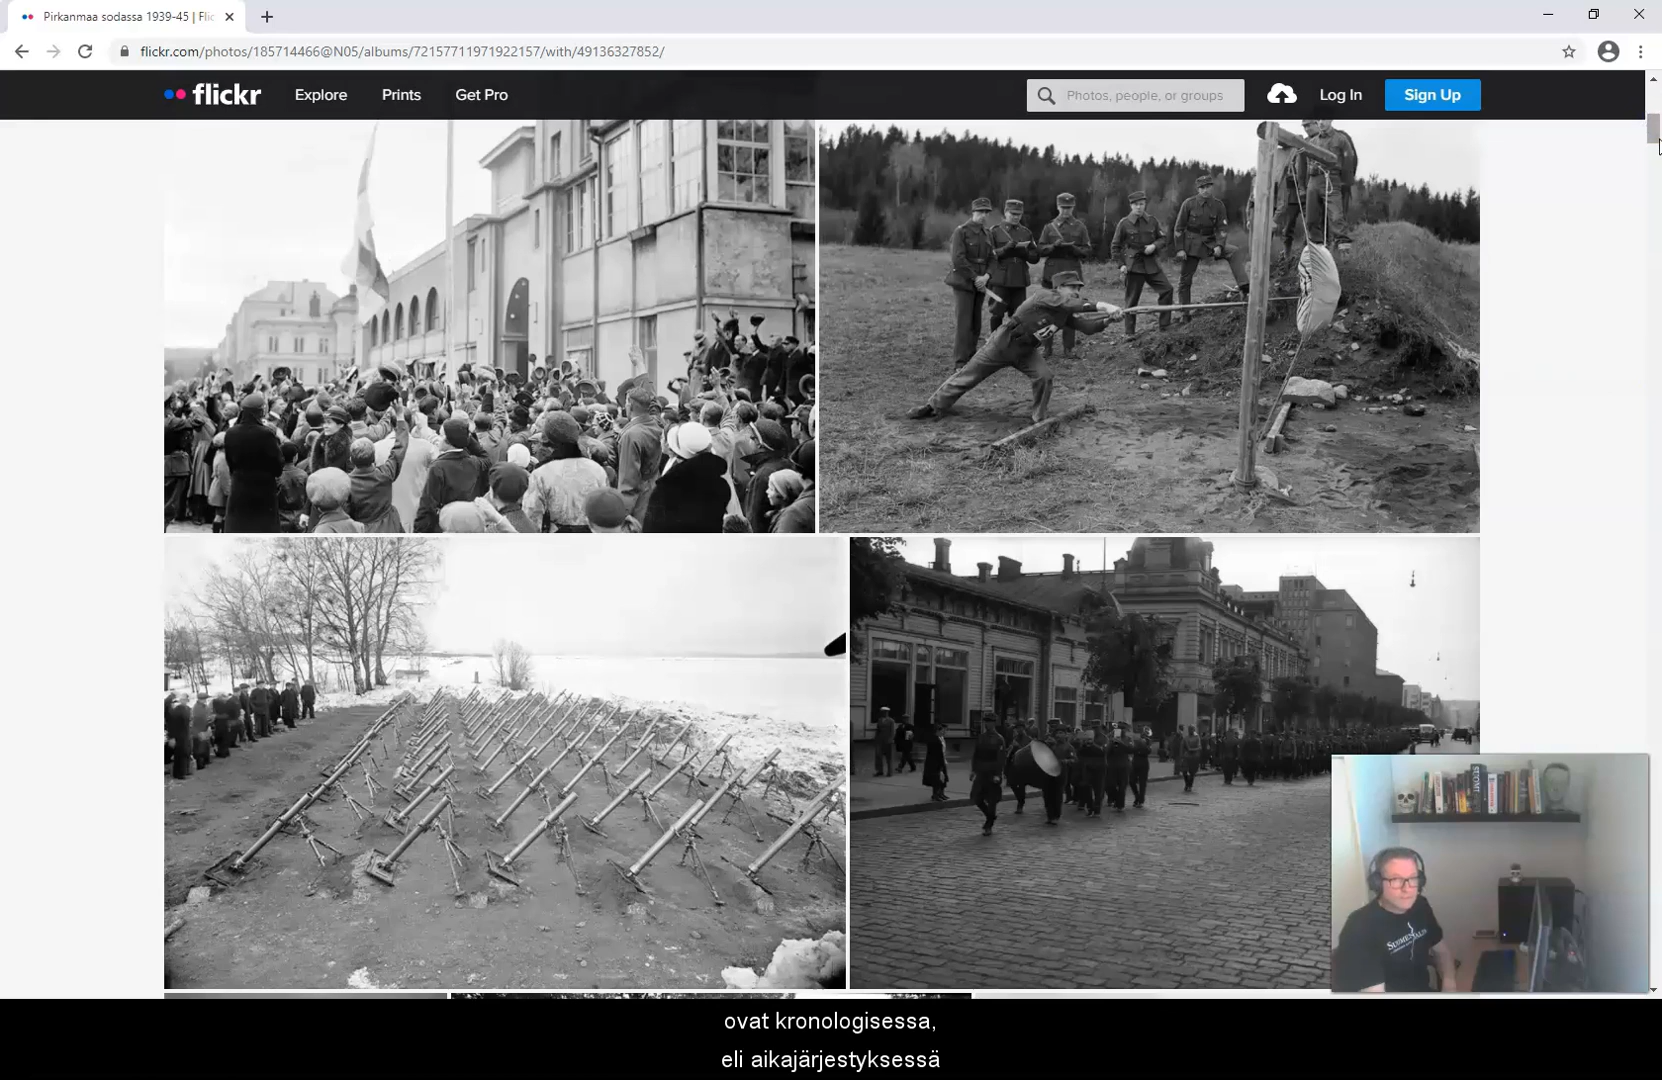 Pirkanmaa sodassa 1939-45 | Flic
flickr.com/photos/185714466@N05/albums/72157711971922157/with/49136327852/
flickr
Explore
Prints
Get Pro
Photos, people, or groups
Log In
Sign Up
SUOMI
ovat kronologisessa,
eli aikajärjestyksessä